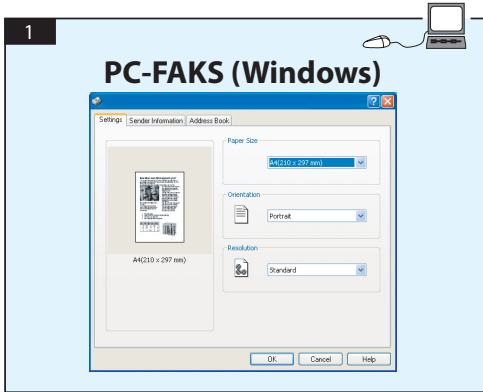 1
PC-FAKS (Windows)
Settings
Sender Information
Address Book
Paper Size
A4(210 x 297 mm)
Orientation
Portrait
Resolution
A4(210 x 297 mm)
Standard
OK
Cancel
Help